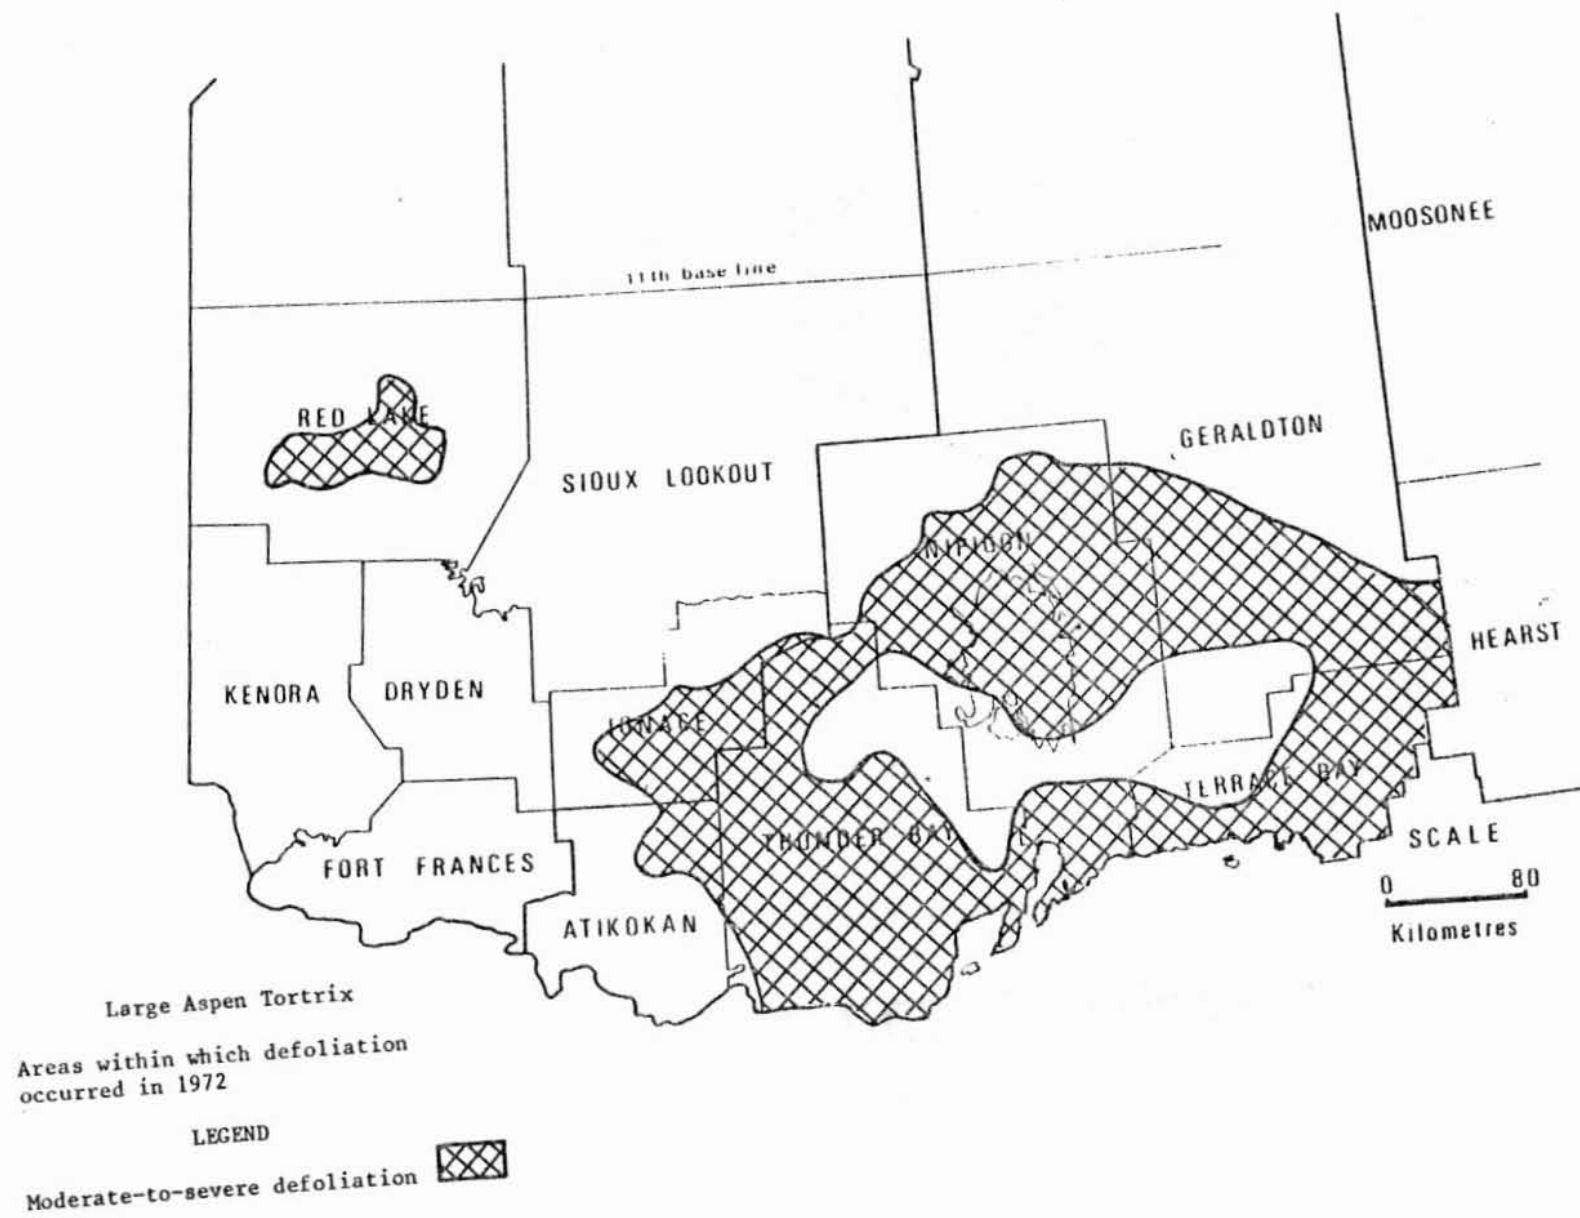 MOOSONEE
11th base line
RED LAKE
GERALDTON
SIOUX LOOKOUT
NIPIGON
HEARST
KENORA
DRYDEN
IGNACE
TERRACE BAY
THUNDER BAY
SCALE
FORT FRANCES
0 80
ATIKOKAN
Kilometres
Large Aspen Tortrix
Areas within which defoliation
occurred in 1972
LEGEND
Moderate-to-severe defoliation